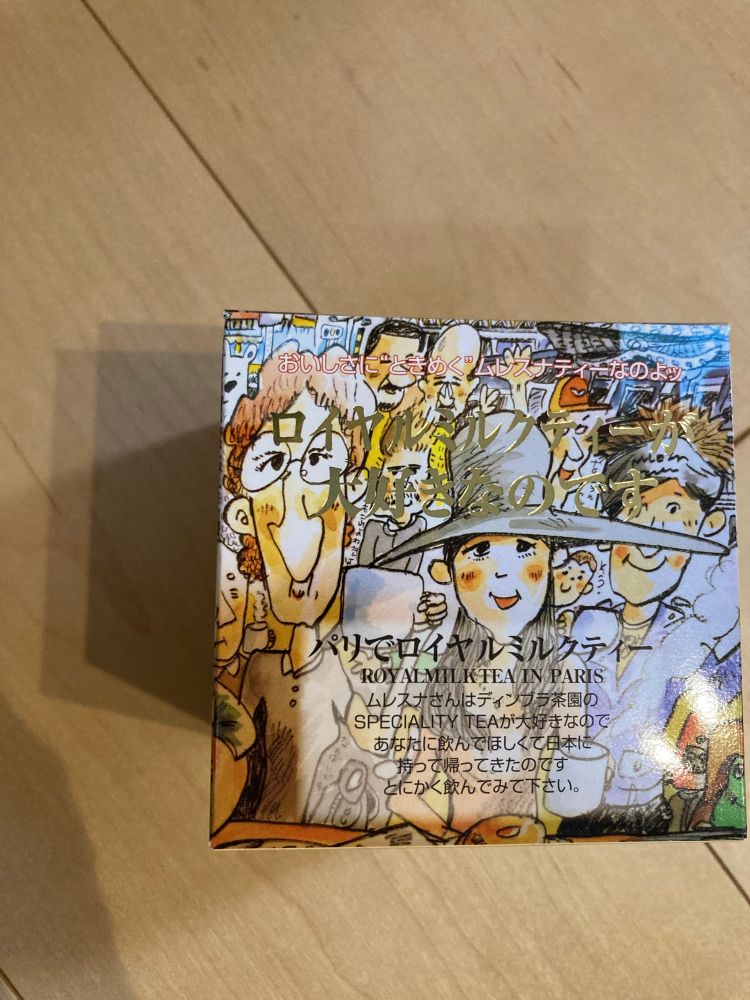 おいしさに"ときめく"ムレスナティーなのよッ
ロイヤルミルクティーが
大好きなのです
パリでロイヤルミルクティー
ROYALMILKTEA IN PARIS
ムレスナさんはディンブラ茶園の
SPECIALITY TEAが大好きなので
あなたに飲んでほしくて日本に
持って帰ってきたのです
とにかく飲んでみて下さい。